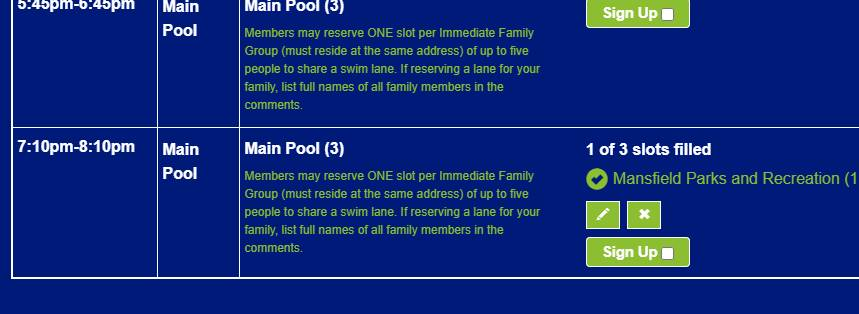 5:45pm-6:45pm
Main
Pool
Main Pool (3)
Members may reserve ONE slot per Immediate Family
Group (must reside at the same address) of up to five
people to share a swim lane. If reserving a lane for your
family, list full names of all family members in the
comments.
Sign Up
7:10pm-8:10pm
Main
Pool
Main Pool (3)
Members may reserve ONE slot per Immediate Family
Group (must reside at the same address) of up to five
people to share a swim lane. If reserving a lane for your
family, list full names of all family members in the
comments.
1 of 3 slots filled
Mansfield Parks and Recreation (1
Sign Up